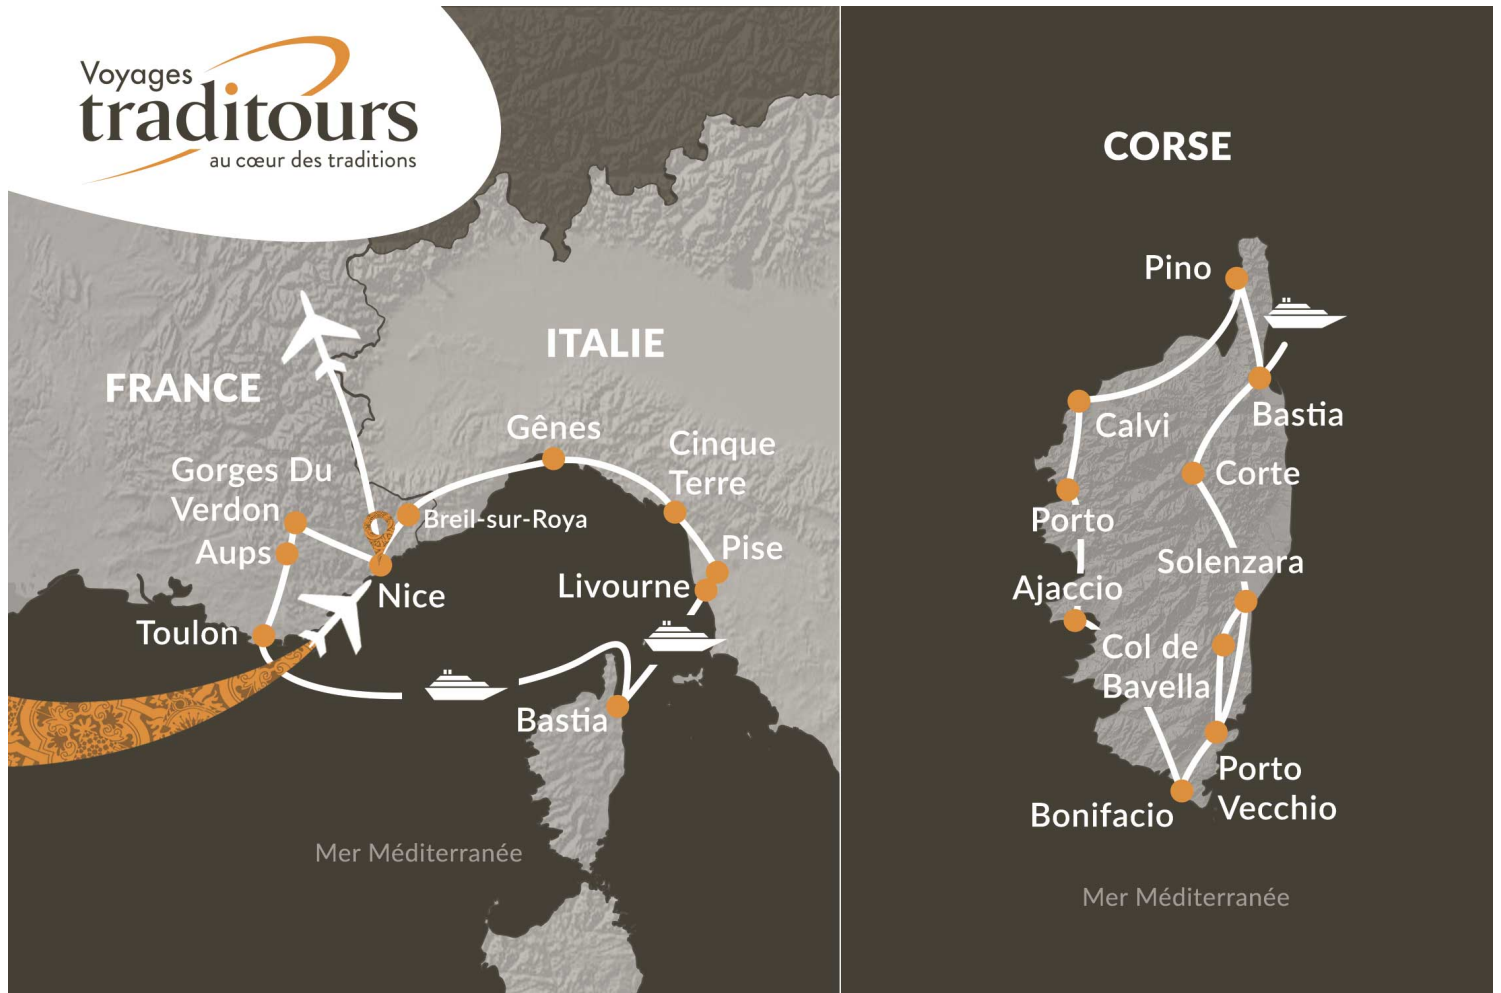 Voyages
traditours
au cœur des traditions
FRANCE
ITALIE
Gênes
Cinque
Terre
Gorges Du
Verdon
Breil-sur-Roya
Aups
Pise
Livourne
Nice
Toulon
Bastia
Mer Méditerranée
CORSE
Pino
Bastia
Calvi
Corte
Porto
Solenzara
Ajaccio
Col de
Bavella
Porto
Vecchio
Bonifacio
Mer Méditerranée